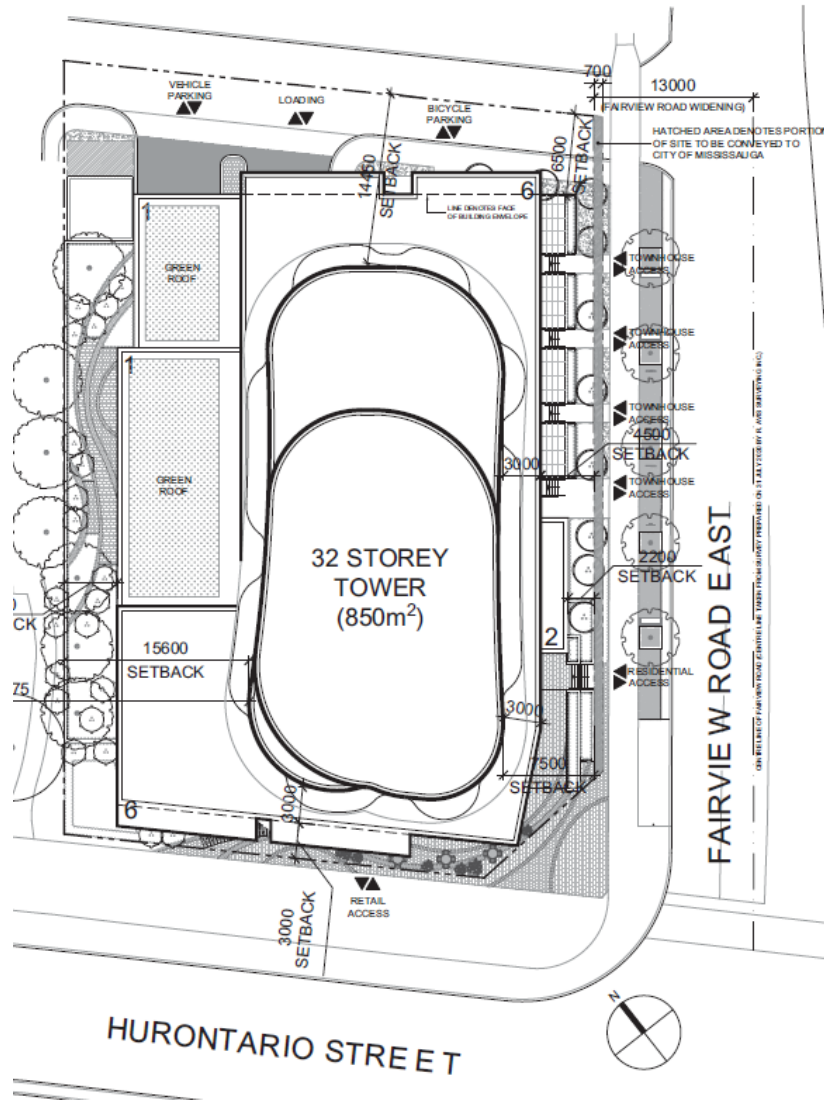 700
13000
(FAIRVIEW ROAD WIDENING)
VEHICLE
PARKING
LOADING
BICYCLE
PARKING
HATCHED AREA DENOTES PORTION
OF SITE TO BE CONVEYED TO
CITY OF MISSISSAUGA
14450
SETBACK
6500
SETBACK
6
LINE DENOTES FACE
OF BUILDING ENVELOPE
1
GREEN
ROOF
TOWNHOUSE
ACCESS
TOWNHOUSE
ACCESS
1
TOWNHOUSE
ACCESS
4500
SETBACK
3000
GREEN
ROOF
TOWNHOUSE
ACCESS
32 STOREY
TOWER
(850m²)
2200
SETBACK
CK
2
15600
SETBACK
75
RESIDENTIAL
ACCESS
3000
7500
SETBACK
3000
6
RETAIL
ACCESS
3000
SETBACK
FAIRVIEW ROAD EAST
N
HURONTARIO STREET